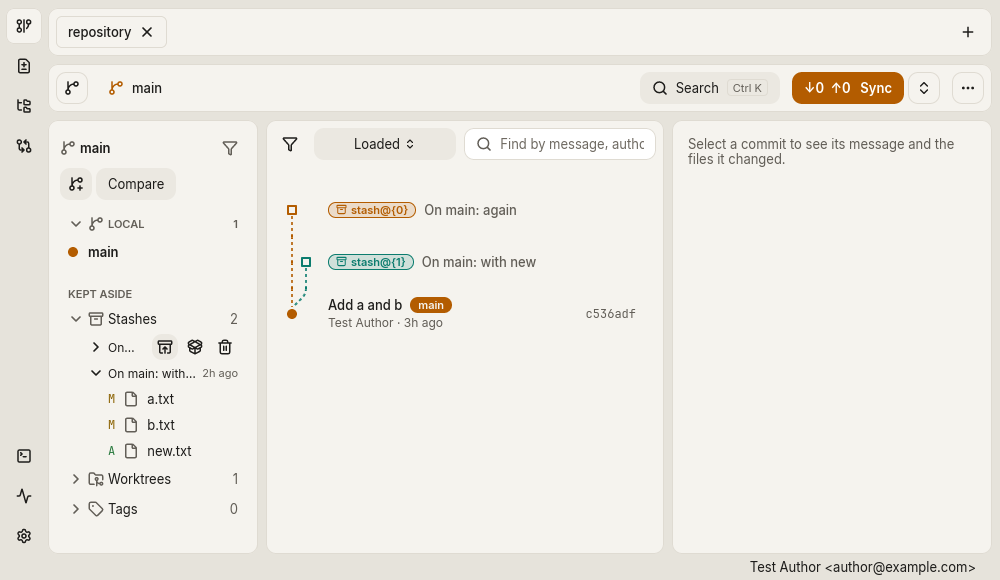 repository
main
Search Ctrl K
↓0 ↑0 Sync
main
Compare
LOCAL 1
main
KEPT ASIDE
Stashes 2
On...
On main: with... 2h ago
M a.txt
M b.txt
A new.txt
Worktrees 1
Tags 0
Loaded
Find by message, autho
stash@{0} On main: again
stash@{1} On main: with new
Add a and b main
Test Author · 3h ago c536adf
Select a commit to see its message and the
files it changed.
Test Author <author@example.com>